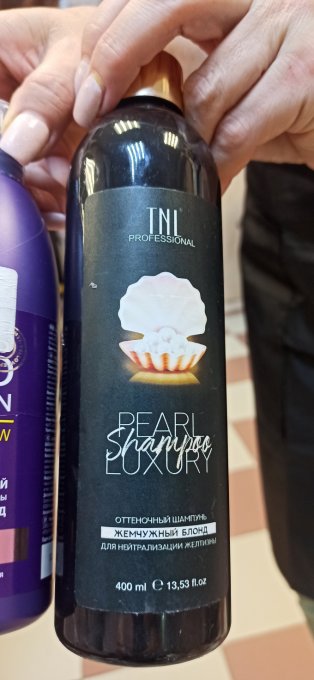 TNL
PROFESSIONAL
PEARL
Shampoo
LUXURY
ОТТЕНОЧНЫЙ ШАМПУНЬ
ЖЕМЧУЖНЫЙ БЛОНД
ДЛЯ НЕЙТРАЛИЗАЦИИ ЖЕЛТИЗНЫ
400 ml ℮ 13,53 fl.oz